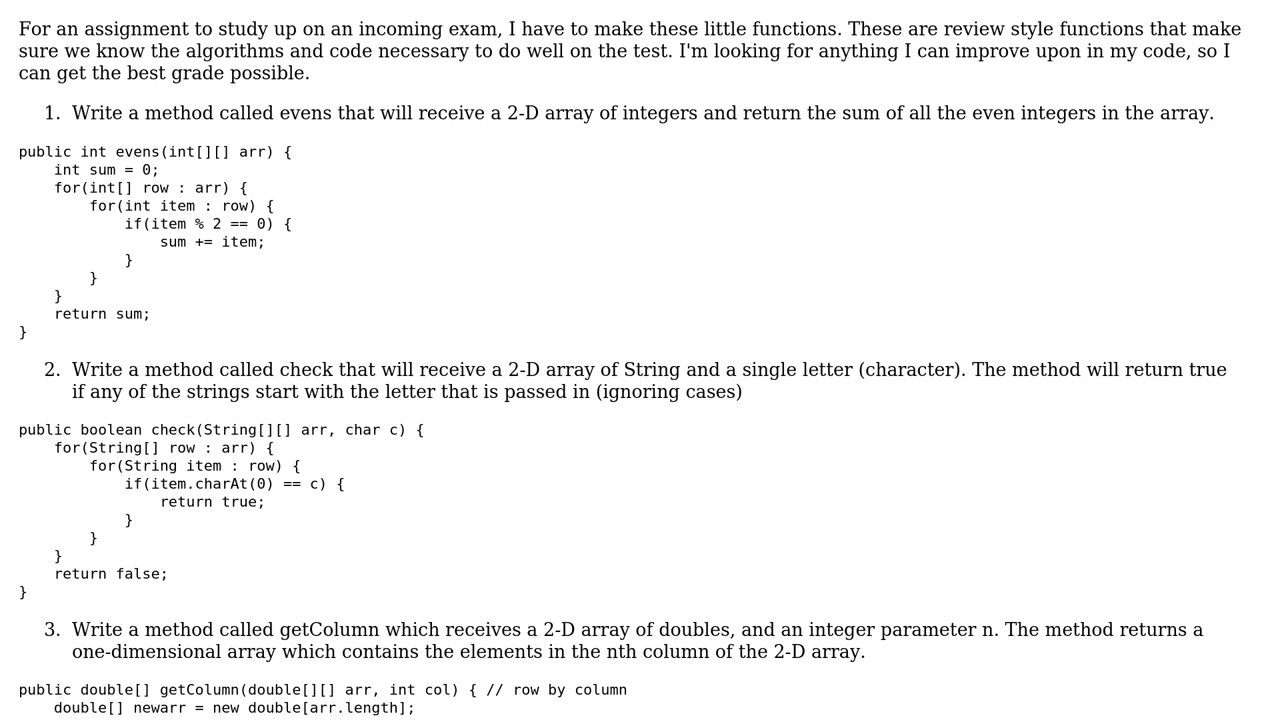 For an assignment to study up on an incoming exam, I have to make these little functions. These are review style functions that make
sure we know the algorithms and code necessary to do well on the test. I'm looking for anything I can improve upon in my code, so I
can get the best grade possible.
1. Write a method called evens that will receive a 2-D array of integers and return the sum of all the even integers in the array.
public int evens(int[][] arr) {
    int sum = 0;
    for(int[] row : arr) {
        for(int item : row) {
            if(item % 2 == 0) {
                sum += item;
            }
        }
    }
    return sum;
}
2. Write a method called check that will receive a 2-D array of String and a single letter (character). The method will return true
if any of the strings start with the letter that is passed in (ignoring cases)
public boolean check(String[][] arr, char c) {
    for(String[] row : arr) {
        for(String item : row) {
            if(item.charAt(0) == c) {
                return true;
            }
        }
    }
    return false;
}
3. Write a method called getColumn which receives a 2-D array of doubles, and an integer parameter n. The method returns a
one-dimensional array which contains the elements in the nth column of the 2-D array.
public double[] getColumn(double[][] arr, int col) { // row by column
    double[] newarr = new double[arr.length];